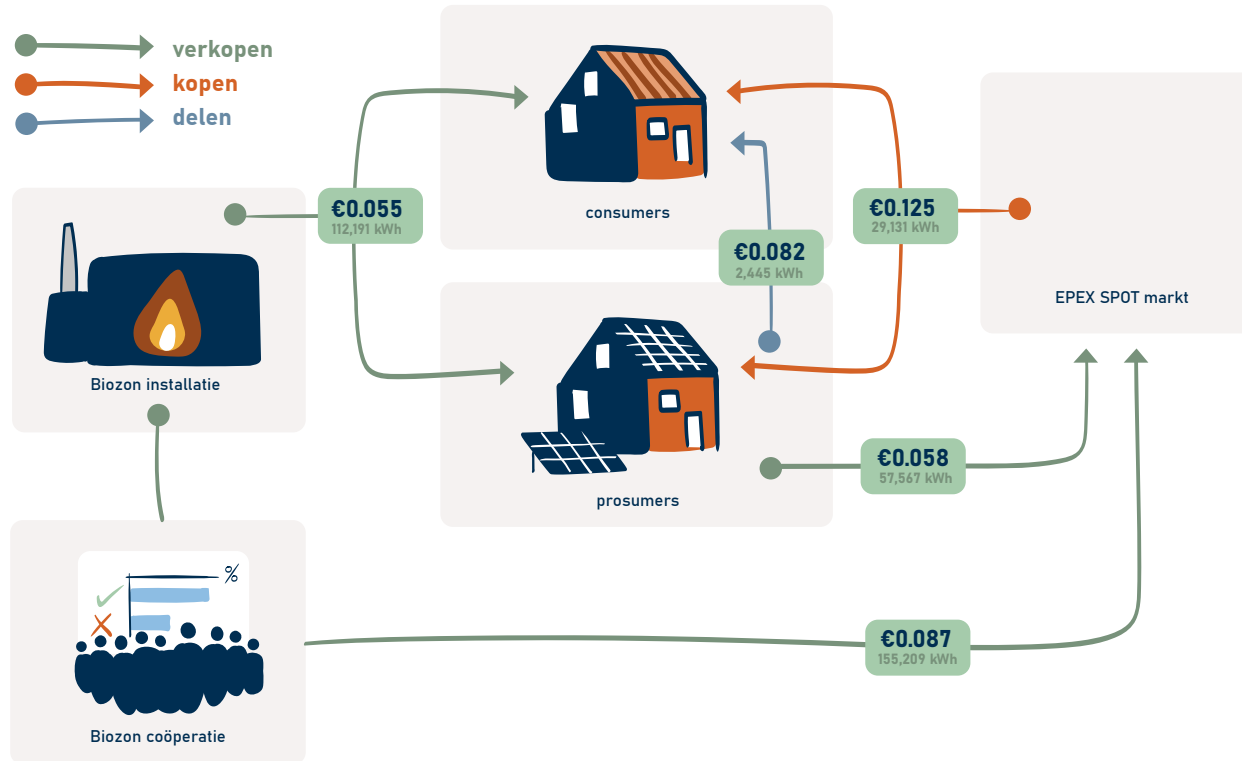 verkopen
kopen
delen
€0.055
112,191 kWh
consumers
€0.125
29,131 kWh
€0.082
2,445 kWh
EPEX SPOT markt
Biozon installatie
€0.058
57,567 kWh
prosumers
%
€0.087
155,209 kWh
Biozon coöperatie